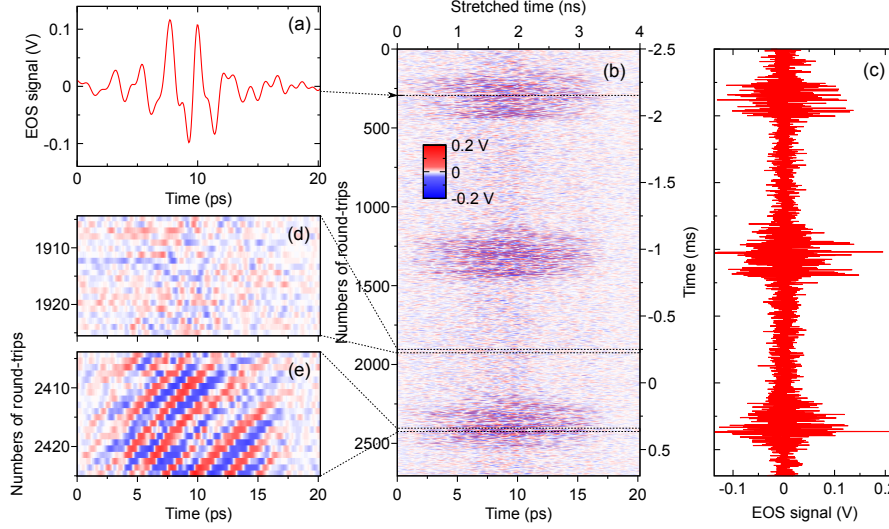 (a)
EOS signal (V)
0.1
0
-0.1
0 5 10 15 20
Time (ps)
Stretched time (ns)
0 1 2 3 4
(b)
0
500
1000
1500
2000
2500
Numbers of round-trips
0.2 V
0
-0.2 V
0 5 10 15 20
Time (ps)
-2.5
-2
-1.5
-1
-0.5
0
0.5
Time (ms)
(c)
-0.1 0 0.1 0.2
EOS signal (V)
(d)
1910
1920
(e)
2410
2420
Numbers of round-trips
0 5 10 15 20
Time (ps)